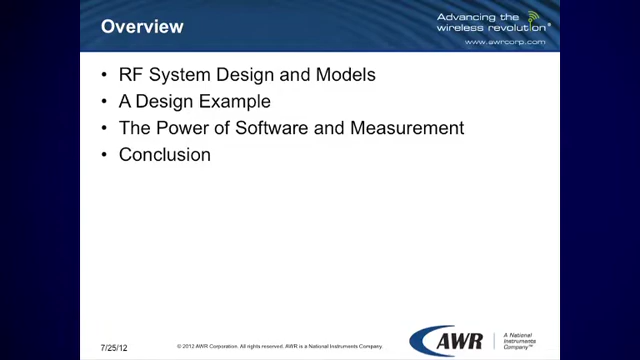 Overview
Advancing the
wireless revolution®
www.awrcorp.com
• RF System Design and Models
• A Design Example
• The Power of Software and Measurement
• Conclusion
7/25/12
© 2012 AWR Corporation. All rights reserved. AWR is a National Instruments Company.
AWR
A National
Instruments
Company™